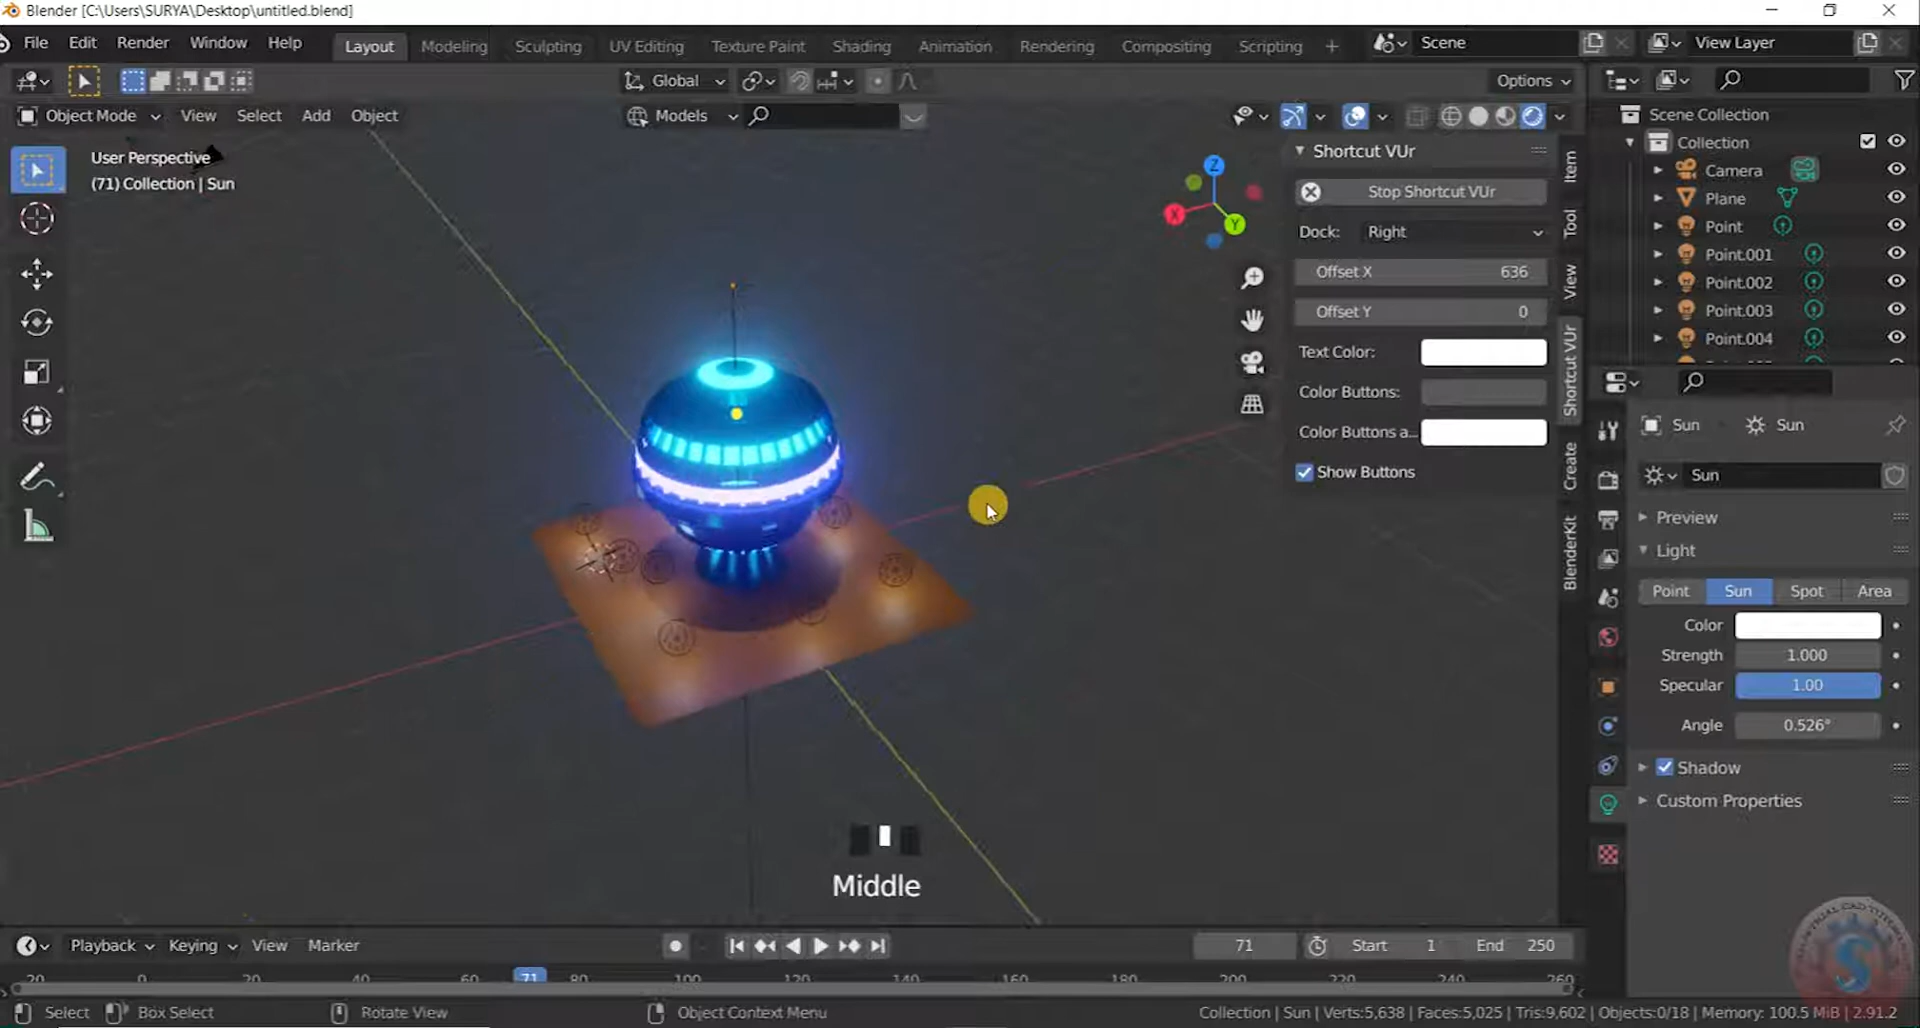 Blender [C:\Users\SURYA\Desktop\untitled.blend]
File Edit Render Window Help Layout Modeling Sculpting UV Editing Texture Paint Shading Animation Rendering Compositing Scripting + Scene View Layer
Global Options
Object Mode View Select Add Object Models
User Perspective
(71) Collection | Sun
Z
X
Y
Shortcut VUr
Stop Shortcut VUr
Dock: Right
Offset X 636
Offset Y 0
Text Color:
Color Buttons:
Color Buttons a...
Show Buttons
Item
Tool
View
Shortcut VUr
Create
BlenderKit
Scene Collection
Collection
Camera
Plane
Point
Point.001
Point.002
Point.003
Point.004
Sun Sun
Sun
Preview
Light
Point Sun Spot Area
Color
Strength 1.000
Specular 1.00
Angle 0.526°
Shadow
Custom Properties
Middle
Playback Keying View Marker 71 Start 1 End 250
-20 0 20 40 60 71 80 100 120 140 160 180 200 220 240 260
Select Box Select Rotate View Object Context Menu Collection | Sun | Verts:5,638 | Faces:5,025 | Tris:9,602 | Objects:0/18 | Memory: 100.5 MiB | 2.91.2